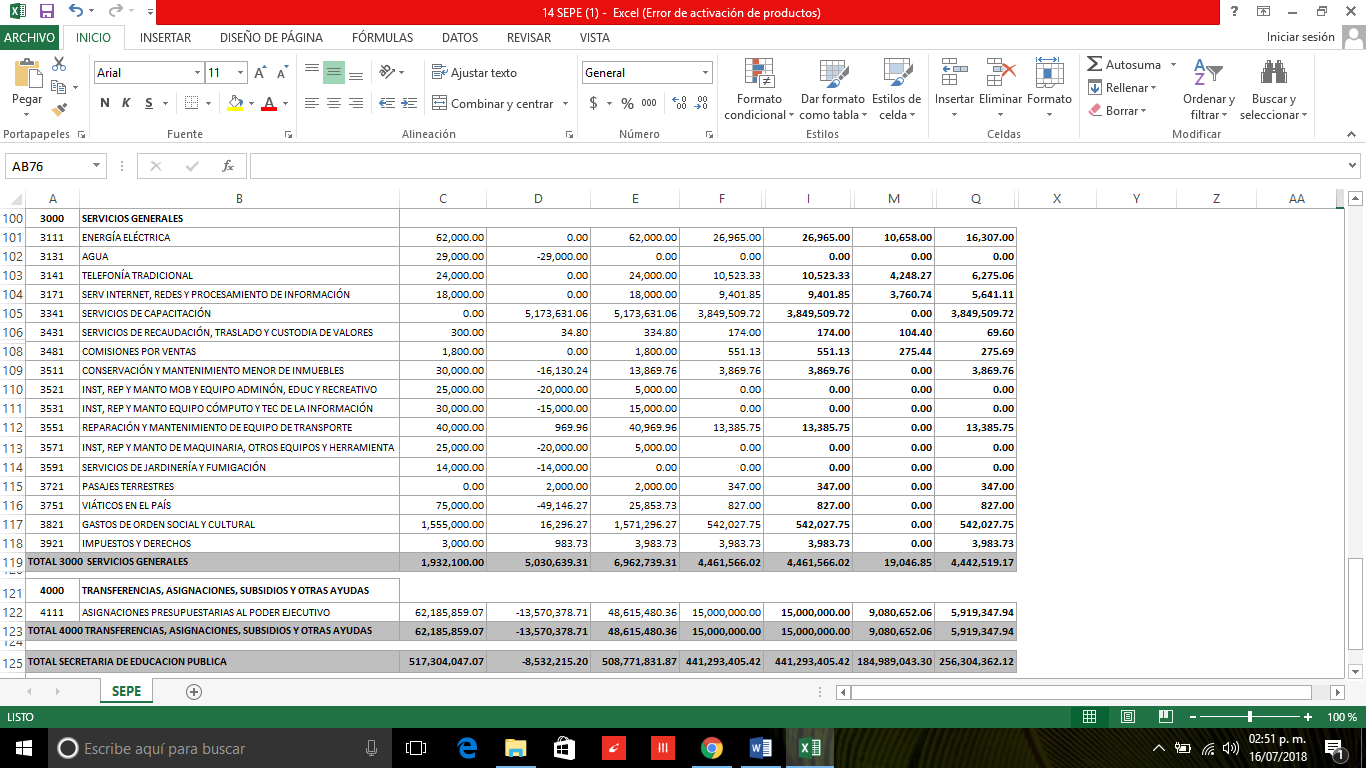 14 SEPE (1) - Excel (Error de activación de productos)
ARCHIVO INICIO INSERTAR DISEÑO DE PÁGINA FÓRMULAS DATOS REVISAR VISTA Iniciar sesión
Arial 11 Ajustar texto General Autosuma
Pegar N K S Combinar y centrar $ % 000 Formato condicional Dar formato como tabla Estilos de celda Insertar Eliminar Formato Rellenar Borrar Ordenar y filtrar Buscar y seleccionar
Portapapeles Fuente Alineación Número Estilos Celdas Modificar
AB76 fx
A B C D E F I M Q X Y Z AA
100 3000 SERVICIOS GENERALES
101 3111 ENERGÍA ELÉCTRICA 62,000.00 0.00 62,000.00 26,965.00 26,965.00 10,658.00 16,307.00
102 3131 AGUA 29,000.00 -29,000.00 0.00 0.00 0.00 0.00 0.00
103 3141 TELEFONÍA TRADICIONAL 24,000.00 0.00 24,000.00 10,523.33 10,523.33 4,248.27 6,275.06
104 3171 SERV INTERNET, REDES Y PROCESAMIENTO DE INFORMACIÓN 18,000.00 0.00 18,000.00 9,401.85 9,401.85 3,760.74 5,641.11
105 3341 SERVICIOS DE CAPACITACIÓN 0.00 5,173,631.06 5,173,631.06 3,849,509.72 3,849,509.72 0.00 3,849,509.72
106 3431 SERVICIOS DE RECAUDACIÓN, TRASLADO Y CUSTODIA DE VALORES 300.00 34.80 334.80 174.00 174.00 104.40 69.60
108 3481 COMISIONES POR VENTAS 1,800.00 0.00 1,800.00 551.13 551.13 275.44 275.69
109 3511 CONSERVACIÓN Y MANTENIMIENTO MENOR DE INMUEBLES 30,000.00 -16,130.24 13,869.76 3,869.76 3,869.76 0.00 3,869.76
110 3521 INST, REP Y MANTO MOB Y EQUIPO ADMINÓN, EDUC Y RECREATIVO 25,000.00 -20,000.00 5,000.00 0.00 0.00 0.00 0.00
111 3531 INST, REP Y MANTO EQUIPO CÓMPUTO Y TEC DE LA INFORMACIÓN 30,000.00 -15,000.00 15,000.00 0.00 0.00 0.00 0.00
112 3551 REPARACIÓN Y MANTENIMIENTO DE EQUIPO DE TRANSPORTE 40,000.00 969.96 40,969.96 13,385.75 13,385.75 0.00 13,385.75
113 3571 INST, REP Y MANTO DE MAQUINARIA, OTROS EQUIPOS Y HERRAMIENTA 25,000.00 -20,000.00 5,000.00 0.00 0.00 0.00 0.00
114 3591 SERVICIOS DE JARDINERÍA Y FUMIGACIÓN 14,000.00 -14,000.00 0.00 0.00 0.00 0.00 0.00
115 3721 PASAJES TERRESTRES 0.00 2,000.00 2,000.00 347.00 347.00 0.00 347.00
116 3751 VIÁTICOS EN EL PAÍS 75,000.00 -49,146.27 25,853.73 827.00 827.00 0.00 827.00
117 3821 GASTOS DE ORDEN SOCIAL Y CULTURAL 1,555,000.00 16,296.27 1,571,296.27 542,027.75 542,027.75 0.00 542,027.75
118 3921 IMPUESTOS Y DERECHOS 3,000.00 983.73 3,983.73 3,983.73 3,983.73 0.00 3,983.73
119 TOTAL 3000 SERVICIOS GENERALES 1,932,100.00 5,030,639.31 6,962,739.31 4,461,566.02 4,461,566.02 19,046.85 4,442,519.17
121 4000 TRANSFERENCIAS, ASIGNACIONES, SUBSIDIOS Y OTRAS AYUDAS
122 4111 ASIGNACIONES PRESUPUESTARIAS AL PODER EJECUTIVO 62,185,859.07 -13,570,378.71 48,615,480.36 15,000,000.00 15,000,000.00 9,080,652.06 5,919,347.94
123 TOTAL 4000 TRANSFERENCIAS, ASIGNACIONES, SUBSIDIOS Y OTRAS AYUDAS 62,185,859.07 -13,570,378.71 48,615,480.36 15,000,000.00 15,000,000.00 9,080,652.06 5,919,347.94
124
125 TOTAL SECRETARIA DE EDUCACION PUBLICA 517,304,047.07 -8,532,215.20 508,771,831.87 441,293,405.42 441,293,405.42 184,989,043.30 256,304,362.12
SEPE
LISTO 100 %
Escribe aquí para buscar 02:51 p. m.
16/07/2018